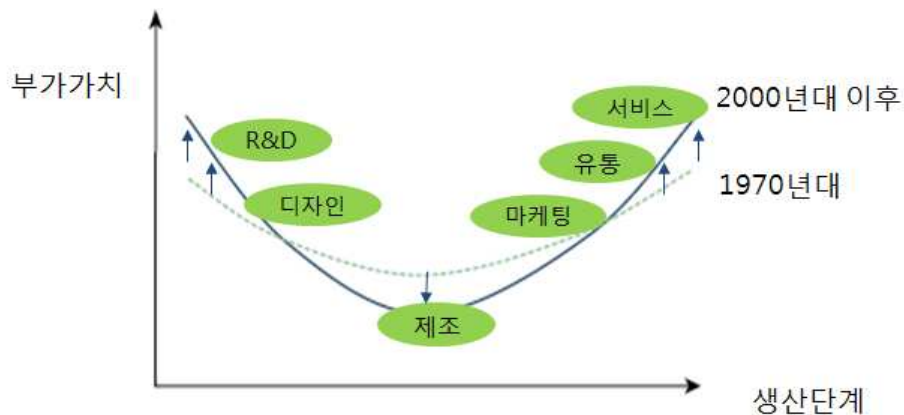 부가가치
서비스
2000년대 이후
R&D
유통
1970년대
디자인
마케팅
제조
생산단계